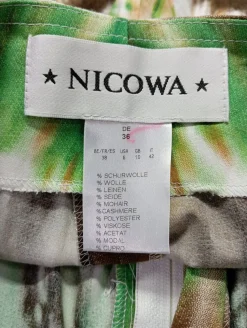 ★ NICOWA ★
DE
36
BE/FR/ES USA GB IT
38 6 10 42
% SCHURWOLLE
% WOLLE
% LEINEN
% SEIDE
% MOHAIR
%CASHMERE
% POLYESTER
% VISKOSE
% ACETAT
% MODAL
% CUPRO